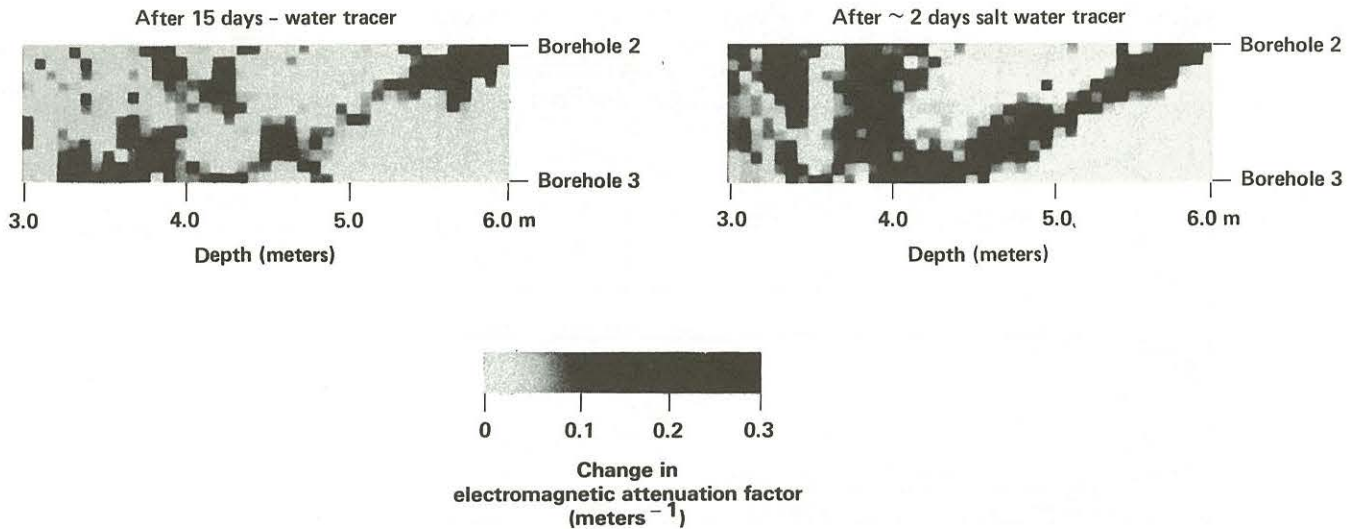 After 15 days – water tracer
Borehole 2
Borehole 3
3.0 4.0 5.0 6.0 m
Depth (meters)
After ~ 2 days salt water tracer
Borehole 2
Borehole 3
3.0 4.0 5.0 6.0 m
Depth (meters)
0 0.1 0.2 0.3
Change in
electromagnetic attenuation factor
(meters⁻¹)